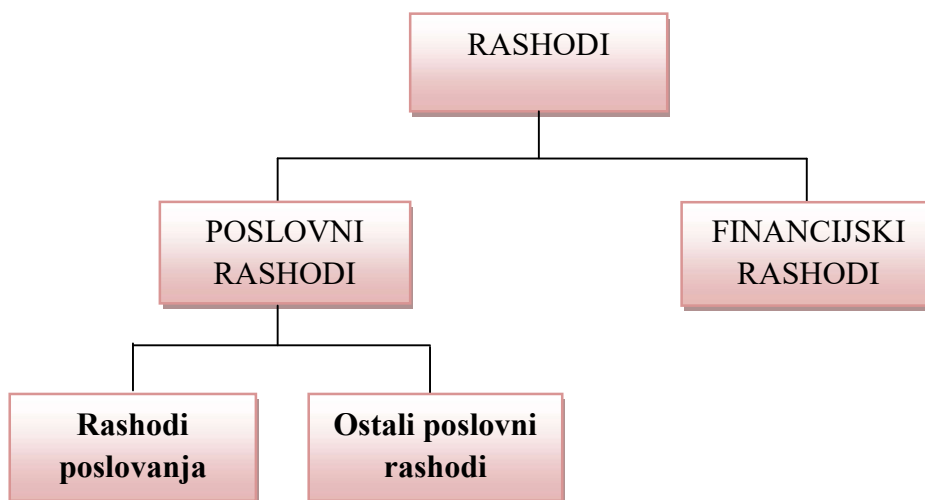 RASHODI
POSLOVNI
RASHODI
FINANCIJSKI
RASHODI
Rashodi
poslovanja
Ostali poslovni
rashodi